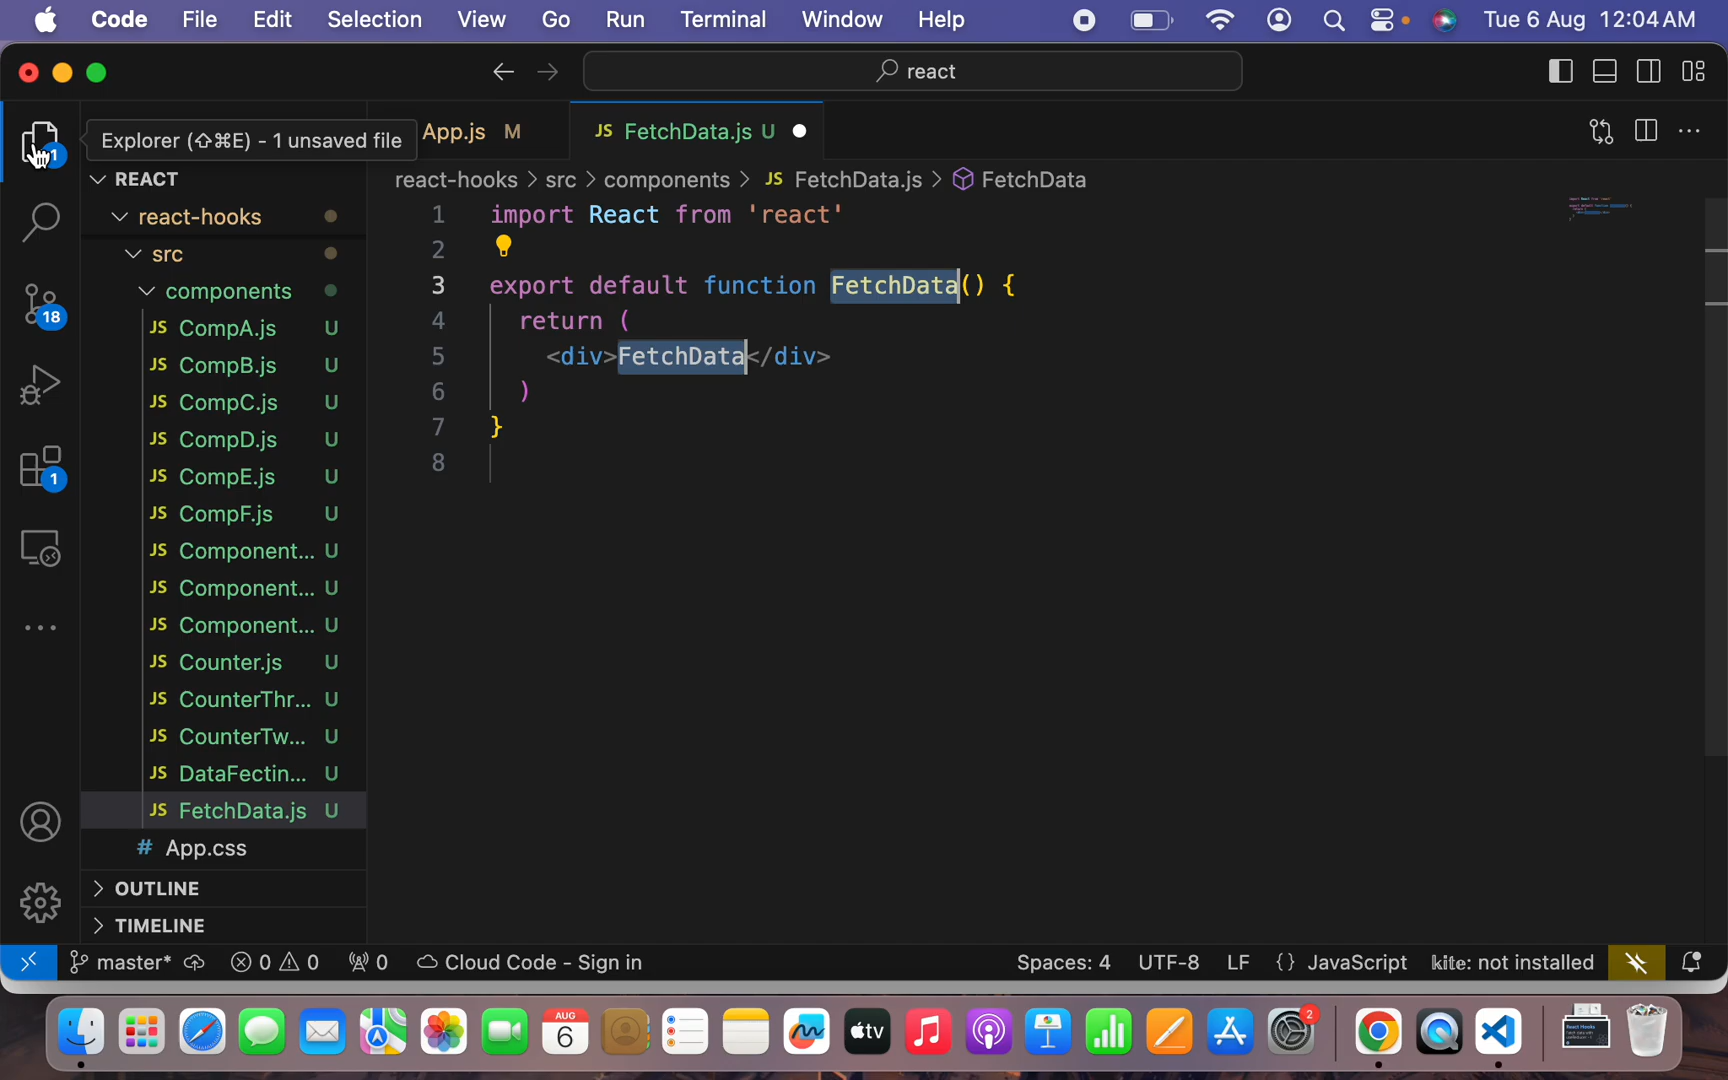 Code File Edit Selection View Go Run Terminal Window Help Tue 6 Aug 12:04 AM
react
Explorer (⇧⌘E) - 1 unsaved file
App.js M
JS FetchData.js U
1
REACT
react-hooks > src > components > JS FetchData.js > FetchData
react-hooks
src
components
JS CompA.js U
JS CompB.js U
JS CompC.js U
JS CompD.js U
JS CompE.js U
JS CompF.js U
JS Component... U
JS Component... U
JS Component... U
JS Counter.js U
JS CounterThr... U
JS CounterTw... U
JS DataFectin... U
JS FetchData.js U
# App.css
OUTLINE
TIMELINE
18
1
1 import React from 'react'
2
3 export default function FetchData() {
4 return (
5 <div>FetchData</div>
6 )
7 }
8
master* 0 0 0 Cloud Code - Sign in Spaces: 4 UTF-8 LF {} JavaScript kite: not installed
AUG
6
tv
2